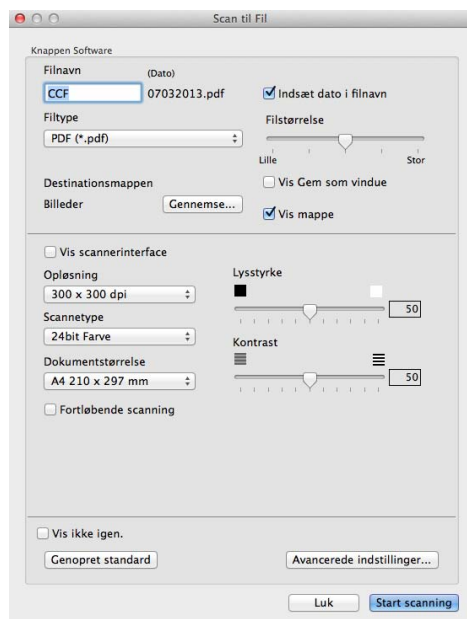 Scan til Fil
Knappen Software
Filnavn
(Dato)
CCF
07032013.pdf
Indsæt dato i filnavn
Filtype
Filstørrelse
PDF (*.pdf)
Lille
Stor
Destinationsmappen
Vis Gem som vindue
Billeder
Gennemse...
Vis mappe
Vis scannerinterface
Opløsning
Lysstyrke
300 x 300 dpi
50
Scannetype
24bit Farve
Kontrast
Dokumentstørrelse
A4 210 x 297 mm
50
Fortløbende scanning
Vis ikke igen.
Genopret standard
Avancerede indstillinger...
Luk
Start scanning